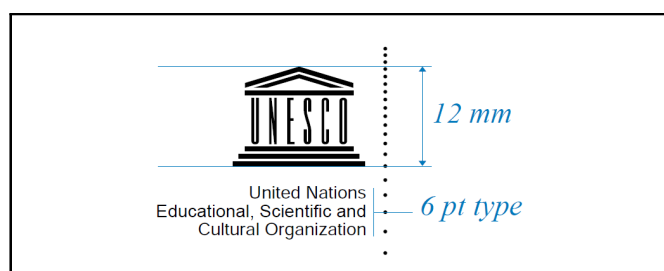 UNESCO
12 mm
United Nations
Educational, Scientific and
Cultural Organization
6 pt type